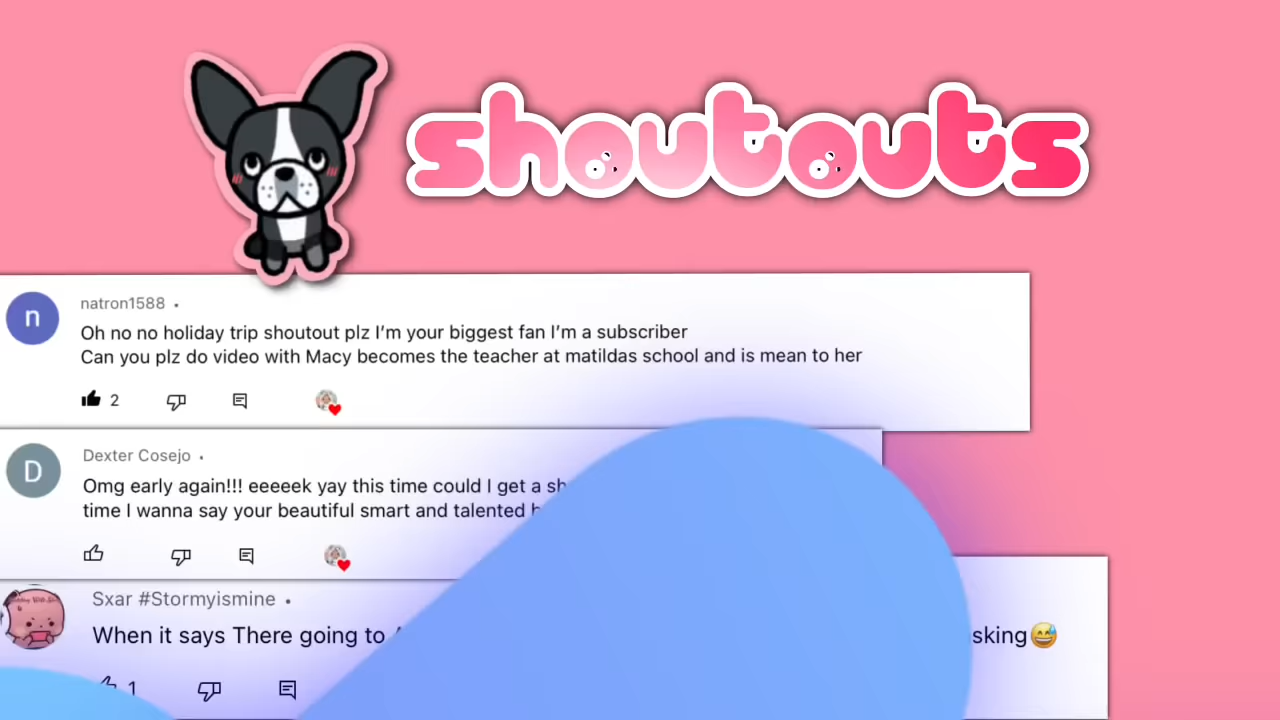 shoutouts
n
natron1588 •
Oh no no holiday trip shoutout plz I'm your biggest fan I'm a subscriber
Can you plz do video with Macy becomes the teacher at matildas school and is mean to her
2
D
Dexter Cosejo •
Omg early again!!! eeeeek yay this time could I get a
time I wanna say your beautiful smart and talented
Sxar #Stormyismine •
When it says There going to
1